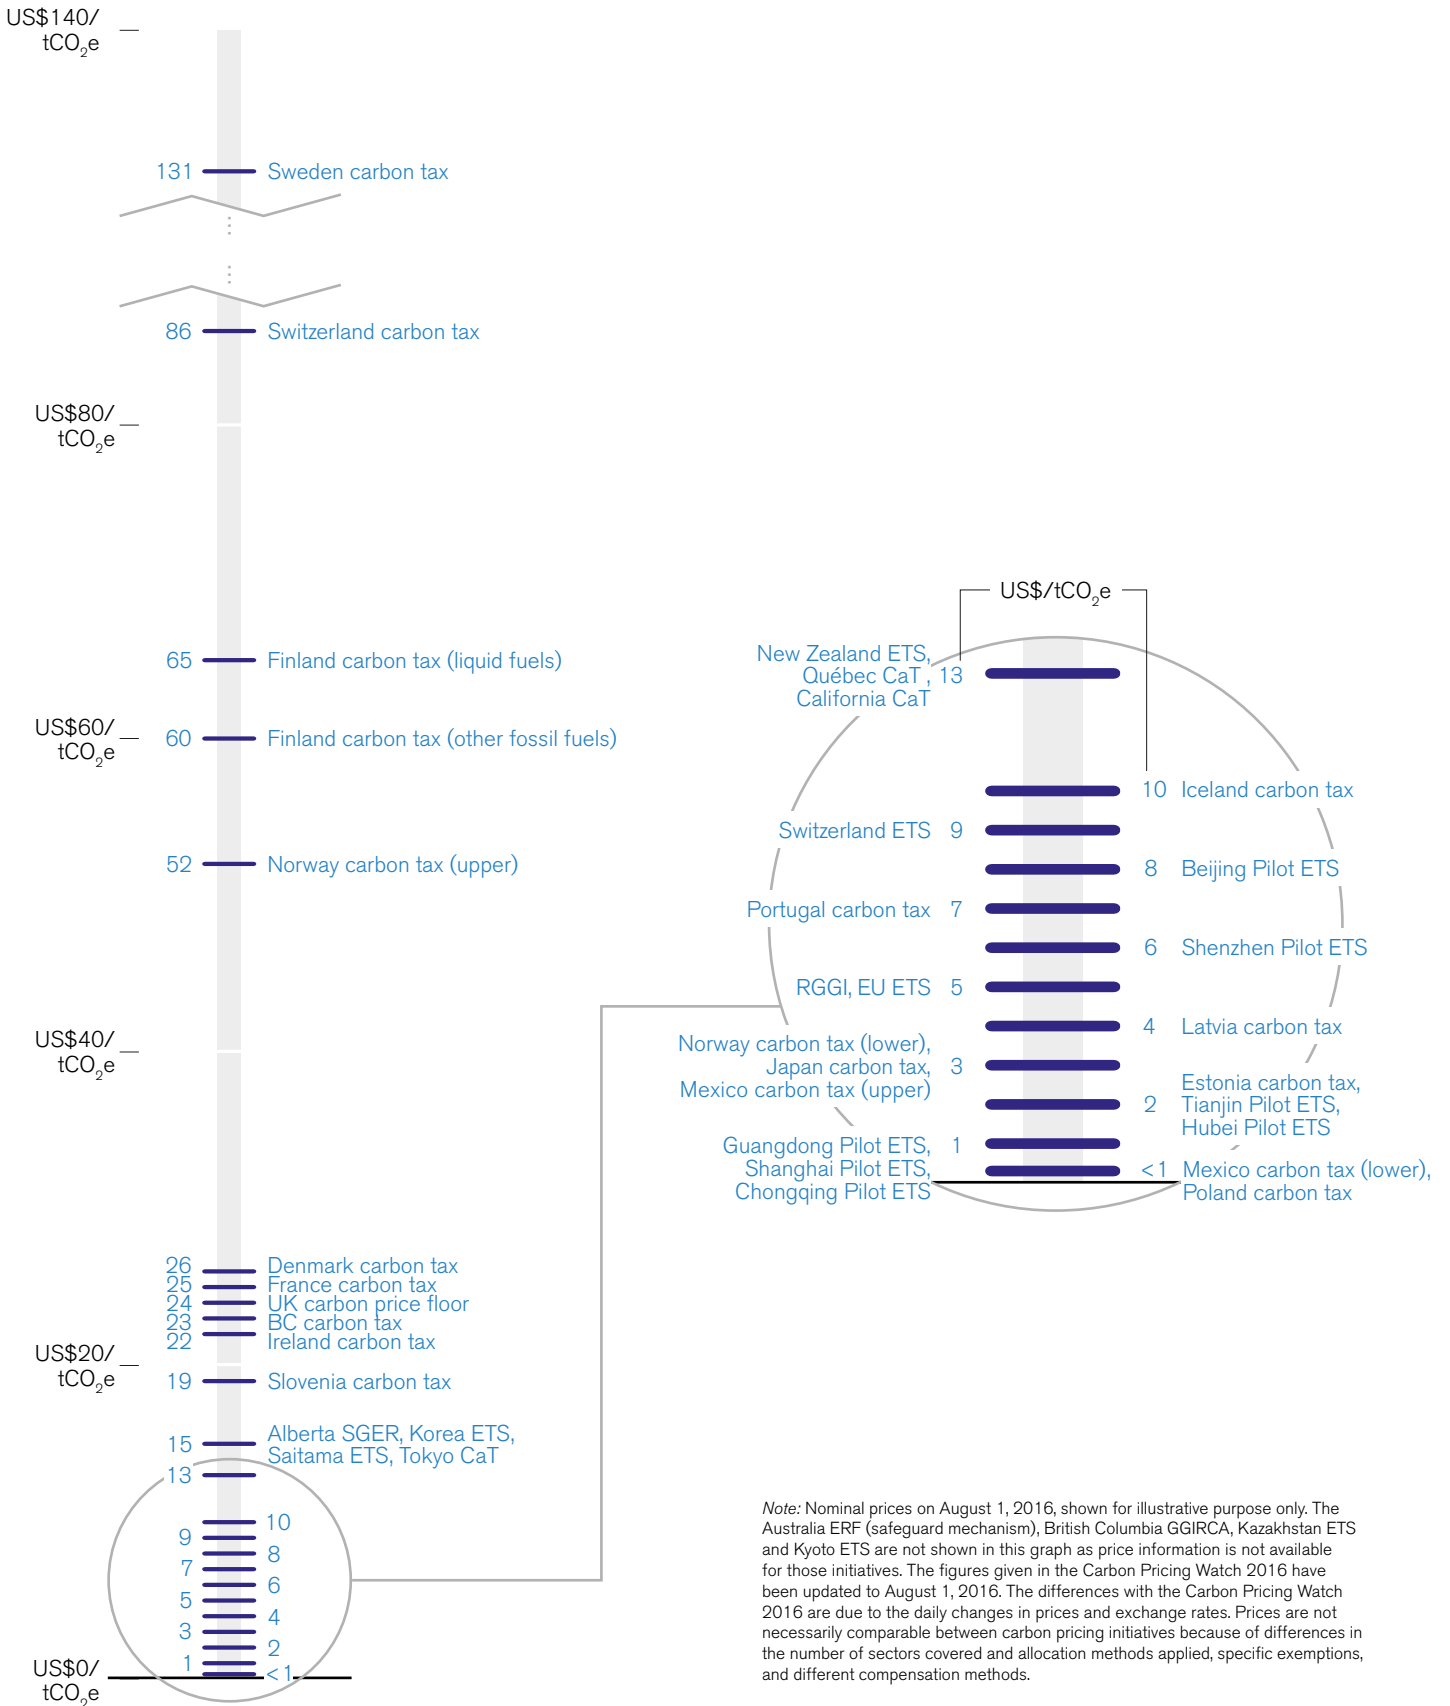 US$140/
tCO₂e
131 Sweden carbon tax
86 Switzerland carbon tax
US$80/
tCO₂e
65 Finland carbon tax (liquid fuels)
US$60/
tCO₂e
60 Finland carbon tax (other fossil fuels)
52 Norway carbon tax (upper)
US$40/
tCO₂e
26 Denmark carbon tax
25 France carbon tax
24 UK carbon price floor
23 BC carbon tax
22 Ireland carbon tax
US$20/
tCO₂e
19 Slovenia carbon tax
15 Alberta SGER, Korea ETS,
Saitama ETS, Tokyo CaT
13
10
9
8
7
6
5
4
3
2
1
<1
US$0/
tCO₂e
US$/tCO₂e
New Zealand ETS,
Québec CaT , 13
California CaT
10 Iceland carbon tax
Switzerland ETS 9
8 Beijing Pilot ETS
Portugal carbon tax 7
6 Shenzhen Pilot ETS
RGGI, EU ETS 5
4 Latvia carbon tax
Norway carbon tax (lower),
Japan carbon tax, 3
Mexico carbon tax (upper)
Estonia carbon tax,
2 Tianjin Pilot ETS,
Hubei Pilot ETS
Guangdong Pilot ETS, 1
Shanghai Pilot ETS,
Chongqing Pilot ETS
<1 Mexico carbon tax (lower),
Poland carbon tax
Note: Nominal prices on August 1, 2016, shown for illustrative purpose only. The
Australia ERF (safeguard mechanism), British Columbia GGIRCA, Kazakhstan ETS
and Kyoto ETS are not shown in this graph as price information is not available
for those initiatives. The figures given in the Carbon Pricing Watch 2016 have
been updated to August 1, 2016. The differences with the Carbon Pricing Watch
2016 are due to the daily changes in prices and exchange rates. Prices are not
necessarily comparable between carbon pricing initiatives because of differences in
the number of sectors covered and allocation methods applied, specific exemptions,
and different compensation methods.